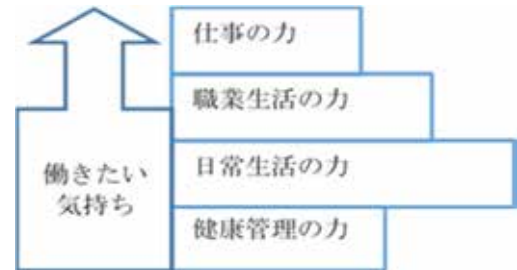 仕事の力
職業生活の力
日常生活の力
健康管理の力
働きたい
気持ち